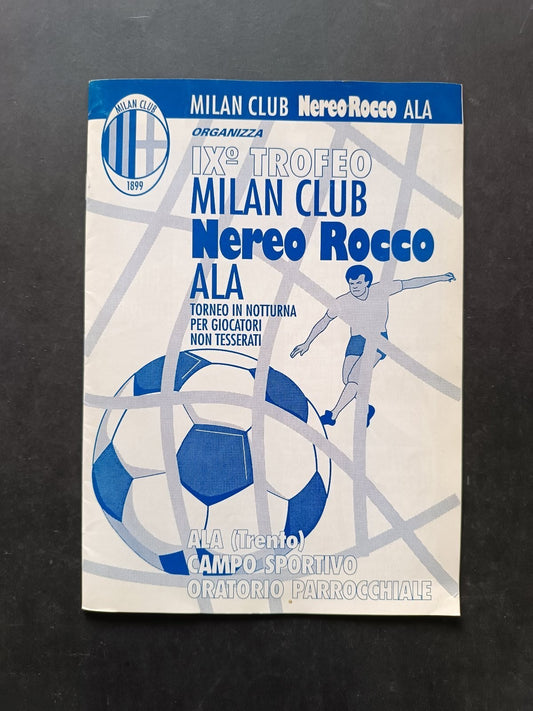 MILAN CLUB Nereo Rocco ALA
MILAN CLUB
1899
ORGANIZZA
IXº TROFEO
MILAN CLUB
Nereo Rocco
ALA
TORNEO IN NOTTURNA
PER GIOCATORI
NON TESSERATI
ALA (Trento)
CAMPO SPORTIVO
ORATORIO PARROCCHIALE